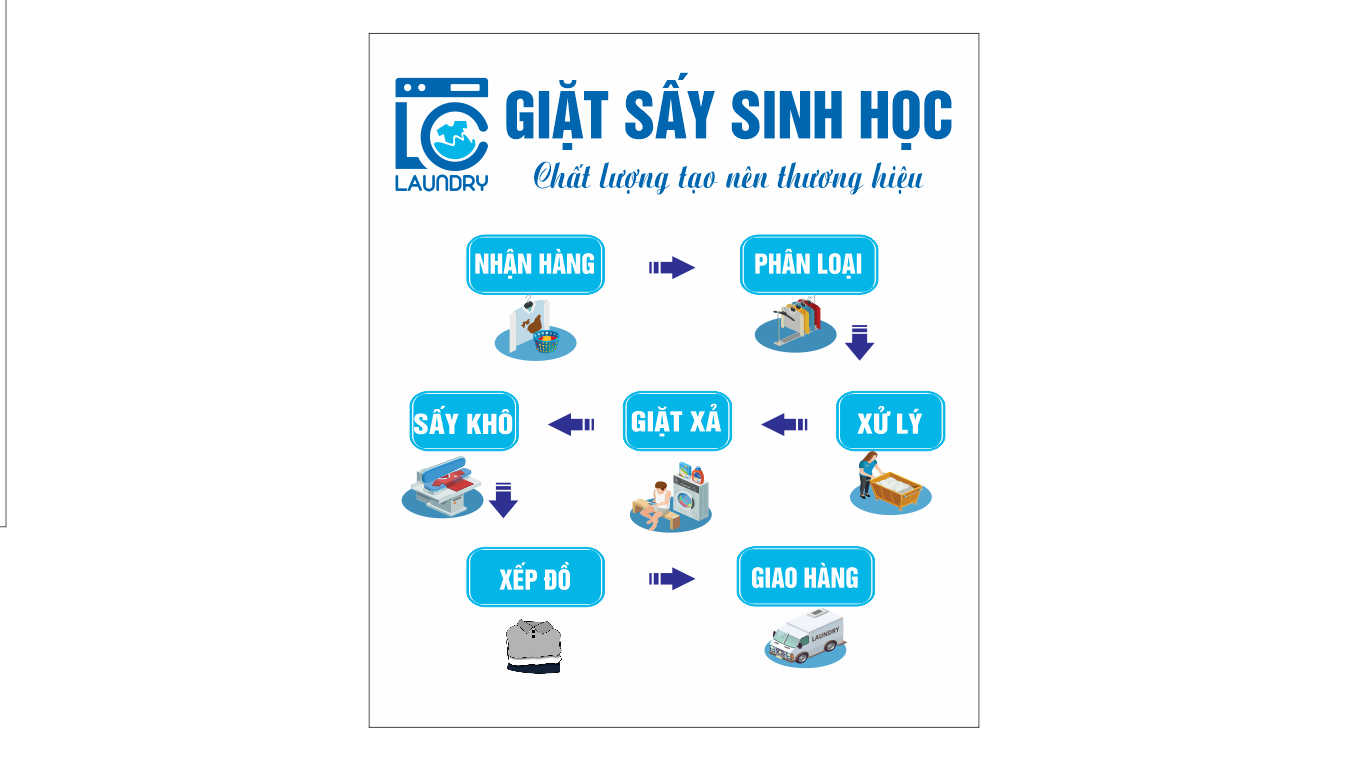 GIẶT SẤY SINH HỌC
LAUNDRY
Chất lượng tạo nên thương hiệu
NHẬN HÀNG
PHÂN LOẠI
SẤY KHÔ
GIẶT XẢ
XỬ LÝ
XẾP ĐỒ
GIAO HÀNG
LAUNDRY